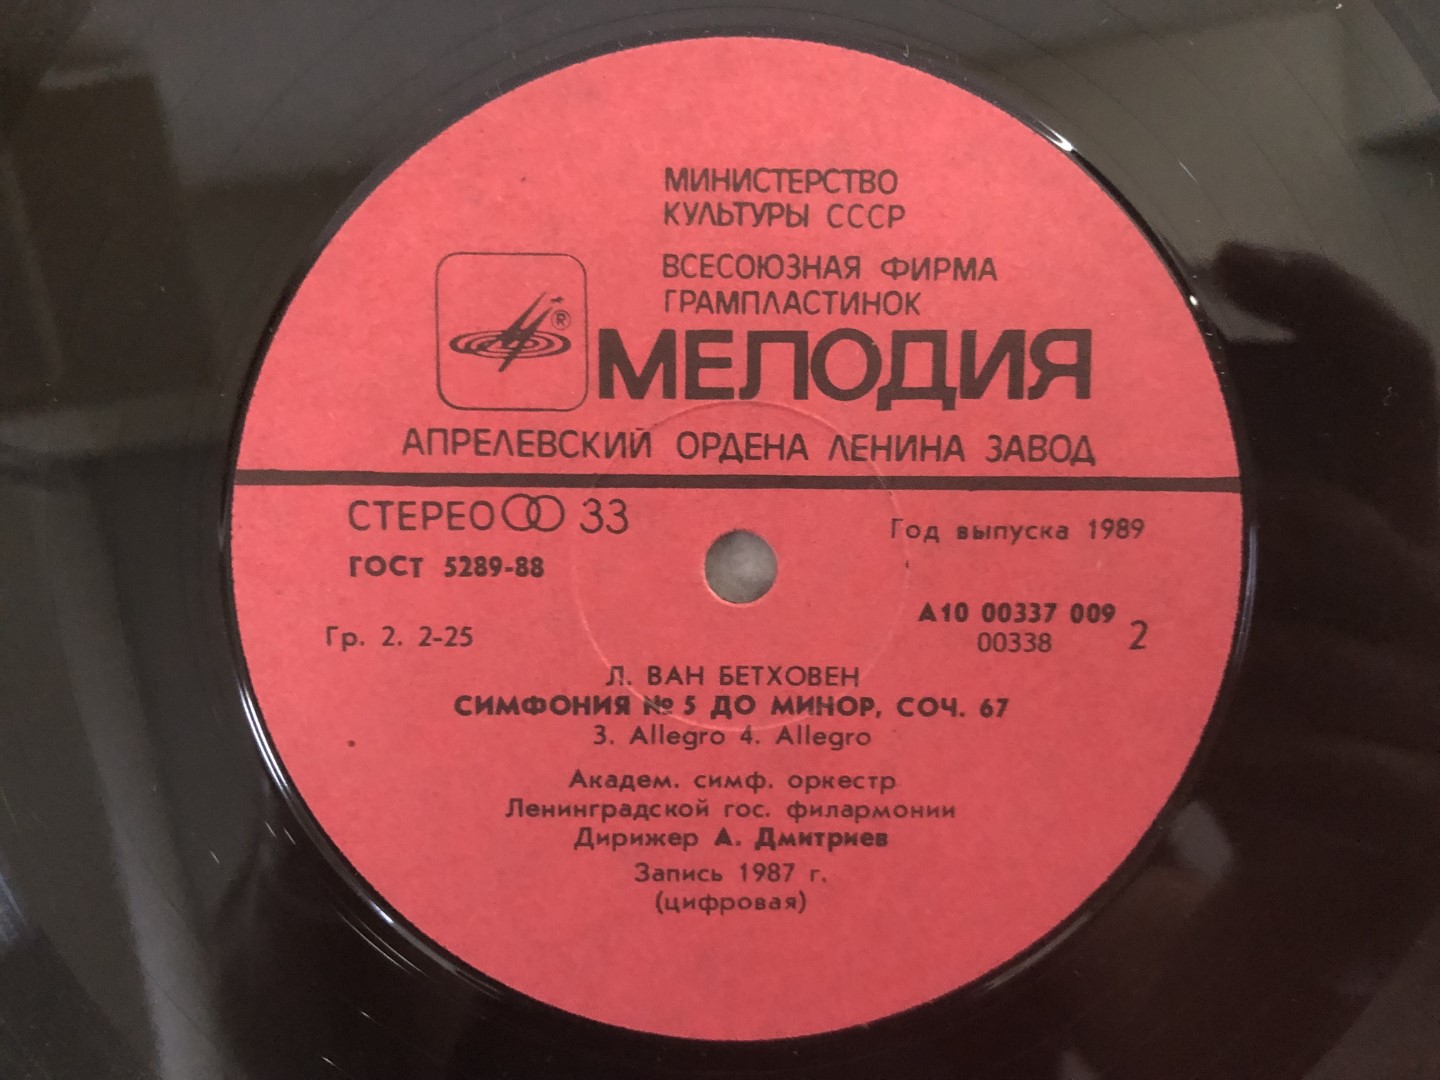 МИНИСТЕРСТВО
КУЛЬТУРЫ СССР
ВСЕСОЮЗНАЯ ФИРМА
ГРАМПЛАСТИНОК
®
МЕЛОДИЯ
АПРЕЛЕВСКИЙ ОРДЕНА ЛЕНИНА ЗАВОД
СТЕРЕО 33
Год выпуска 1989
ГОСТ 5289-88
А10 00337 009
00338 2
Гр. 2. 2-25
Л. ВАН БЕТХОВЕН
СИМФОНИЯ № 5 ДО МИНОР, СОЧ. 67
3. Allegro 4. Allegro
Академ. симф. оркестр
Ленинградской гос. филармонии
Дирижер А. Дмитриев
Запись 1987 г.
(цифровая)